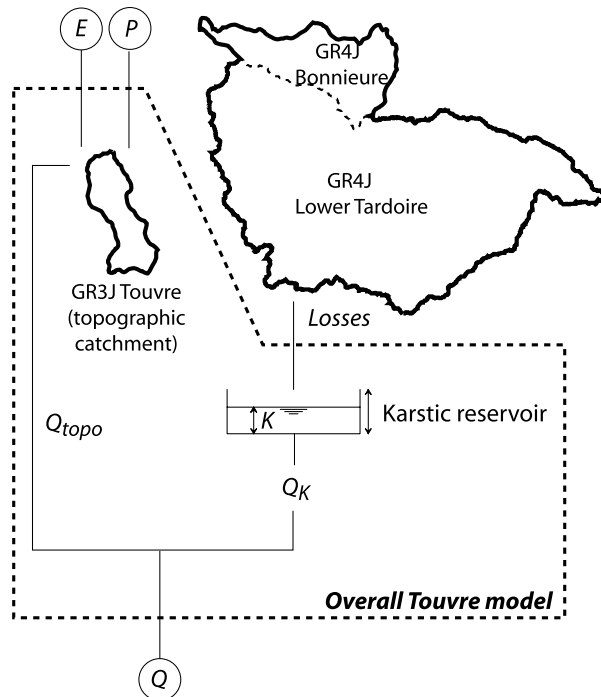 E
P
GR4J
Bonnieure
GR4J
Lower Tardoire
GR3J Touvre
(topographic
catchment)
Losses
Qtopo
K
Karstic reservoir
QK
Overall Touvre model
Q